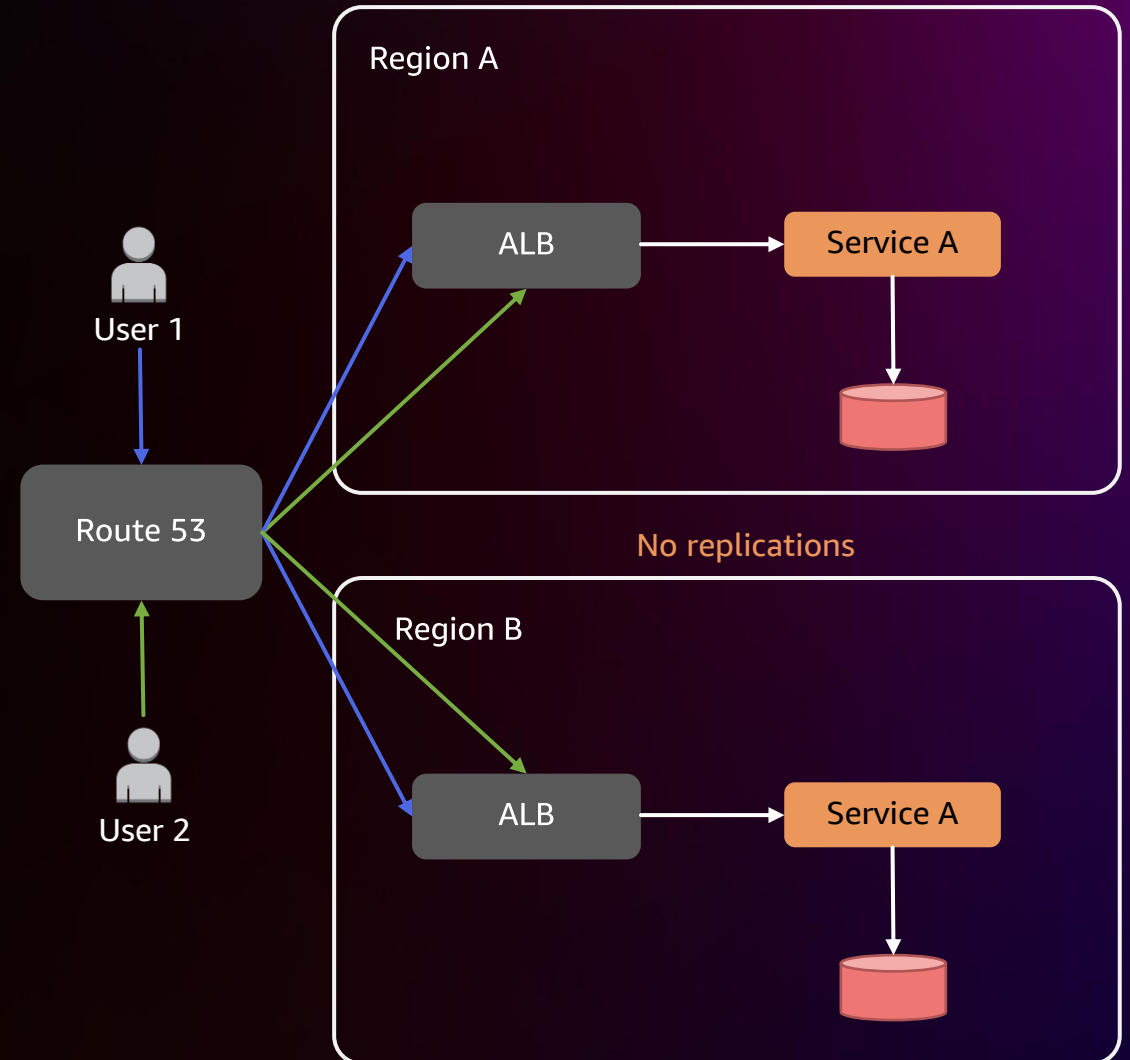 Region A
ALB
Service A
User 1
Route 53
No replications
Region B
User 2
ALB
Service A